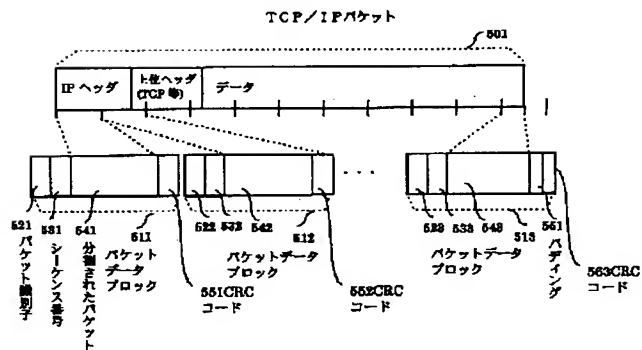 TCP/IPパケット
501
IPヘッダ
上位ヘッダ
(TCP等)
データ
521
パケット識別子
531
シーケンス番号
541
分割されたパケット
511
パケット
データ
ブロック
551CRC
コード
522
532
542
512
パケットデータ
ブロック
552CRC
コード
・・・
523
533
543
513
パケットデータ
ブロック
561
パディング
563CRC
コード